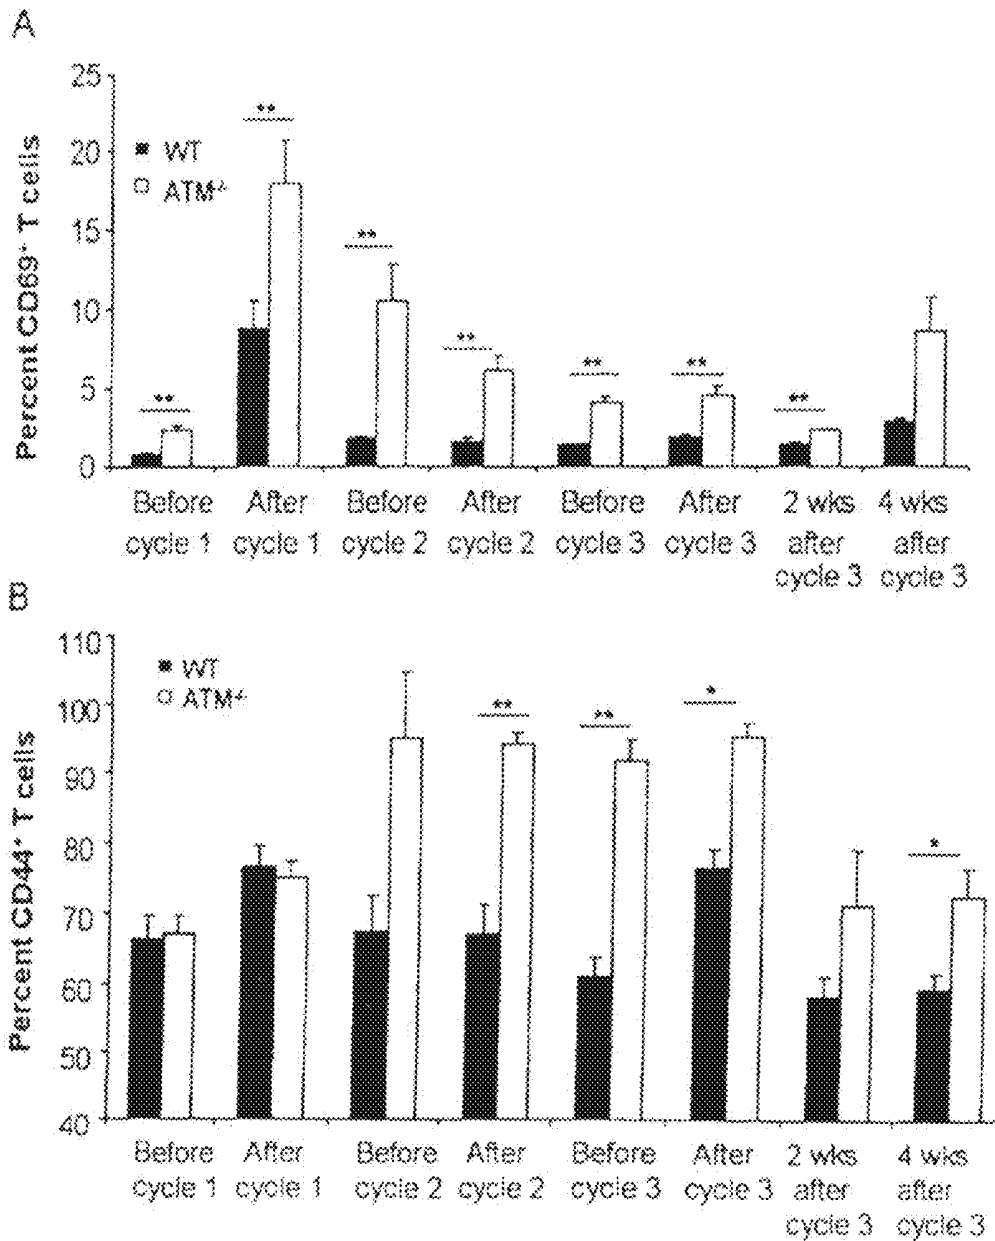 A
Percent CD69⁺ T cells
25
20
15
10
5
0
WT
ATM⁻/⁻
**
**
**
**
**
**
**
Before cycle 1
After cycle 1
Before cycle 2
After cycle 2
Before cycle 3
After cycle 3
2 wks after cycle 3
4 wks after cycle 3
B
Percent CD44⁺ T cells
110
100
90
80
70
60
50
40
WT
ATM⁻/⁻
**
**
*
*
Before cycle 1
After cycle 1
Before cycle 2
After cycle 2
Before cycle 3
After cycle 3
2 wks after cycle 3
4 wks after cycle 3